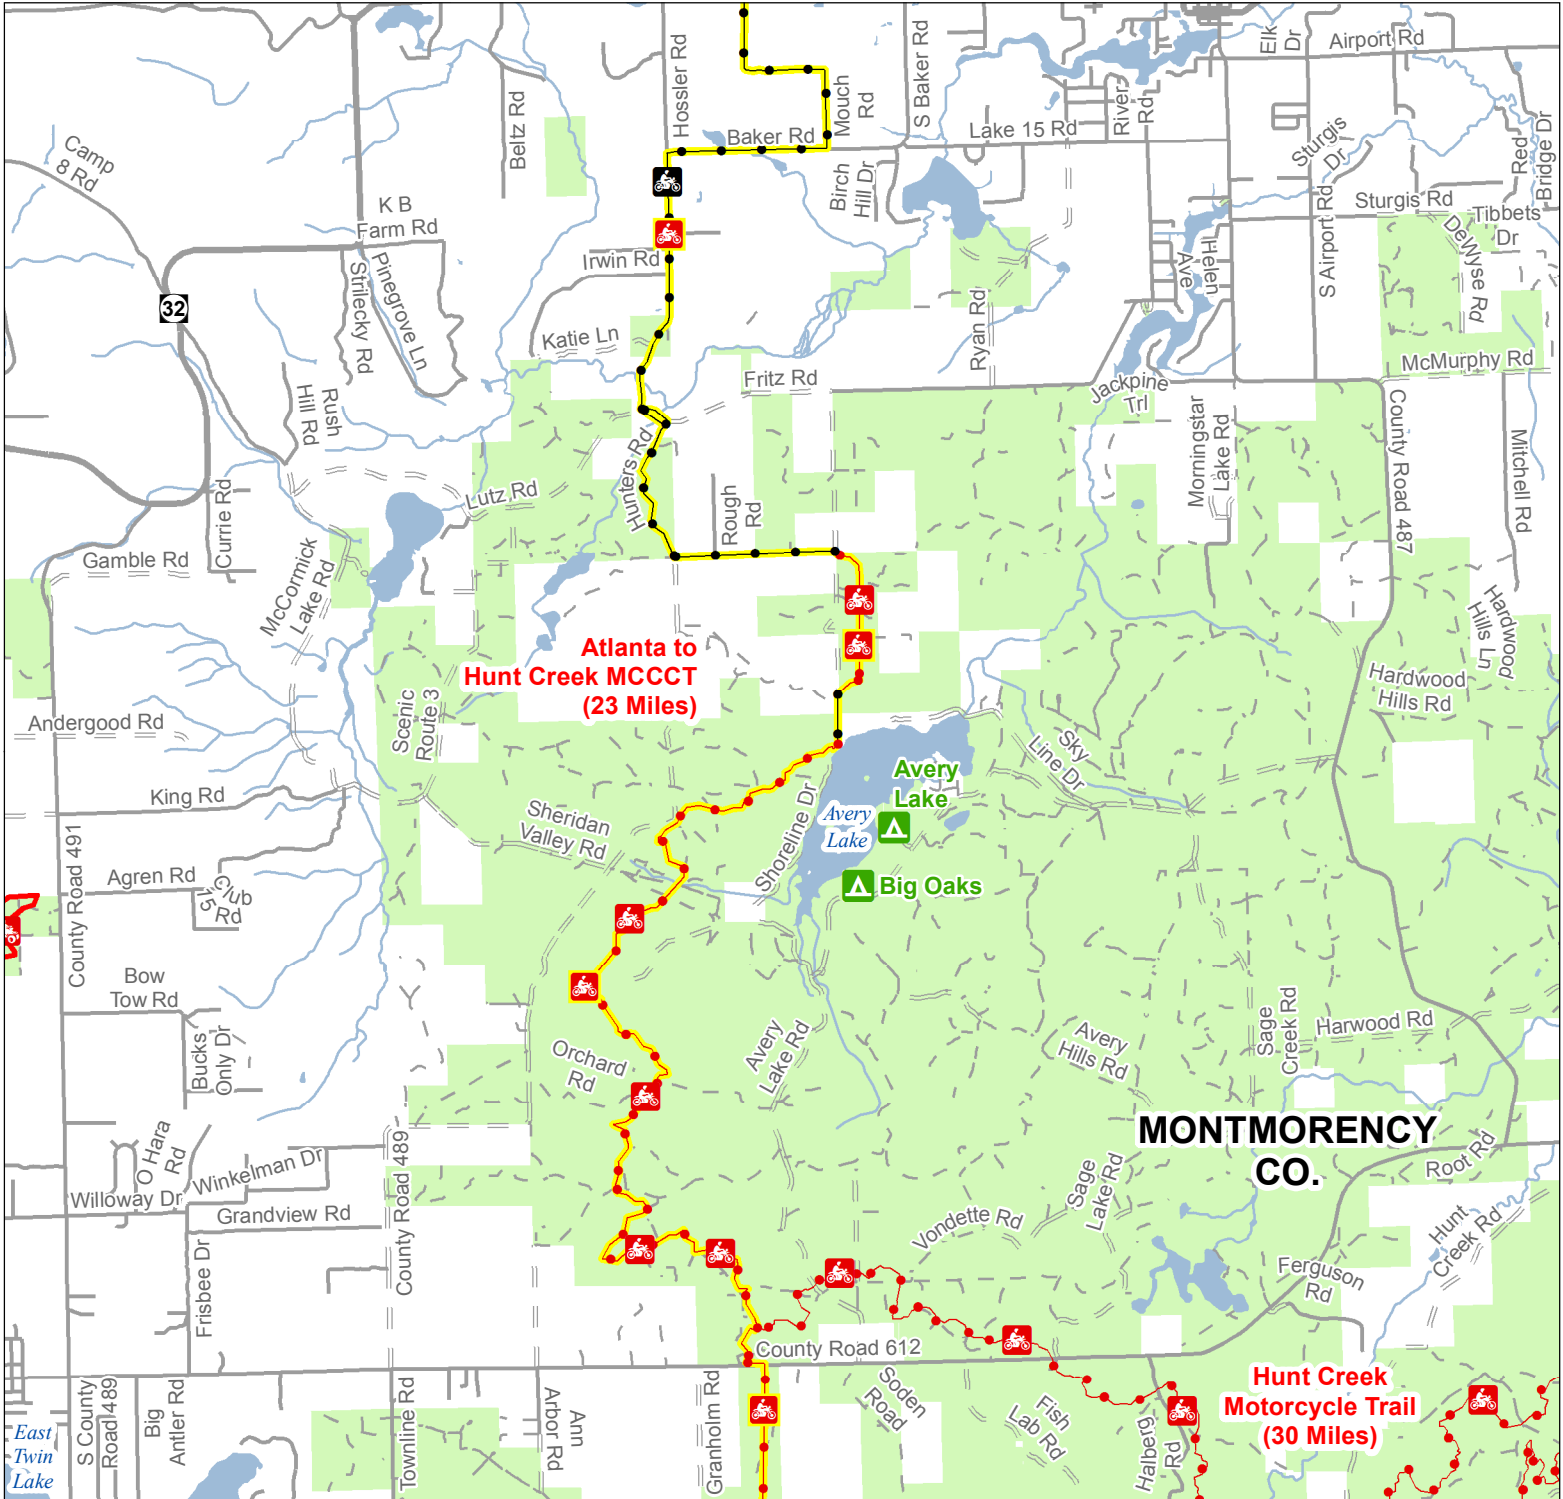 Hossler Rd
Mouch
Rd
S Baker Rd
Elk
Dr
Airport Rd
Beltz Rd
Baker Rd
Lake 15 Rd
River
Rd
Sturgis
Dr
Red
Bridge Dr
Camp
8 Rd
Birch
Hill Dr
K B
Farm Rd
Sturgis Rd
Tibbets
Dr
DeWyse Rd
S Airport Rd
Helen
Ave
Irwin Rd
Strilecky Rd
Pinegrove Ln
32
Katie Ln
Ryan Rd
McMurphy Rd
Fritz Rd
Jackpine
Trl
Rush
Hill Rd
Hunters Rd
Morningstar
Lake Rd
County Road 487
Mitchell Rd
Lutz Rd
Rough
Rd
Currie Rd
Gamble Rd
McCormick
Lake Rd
Hardwood
Hills Ln
Atlanta to
Hunt Creek MCCCT
(23 Miles)
Hardwood
Hills Rd
Scenic
Route 3
Andergood Rd
Sky
Line Dr
Avery
Lake
Avery
Lake
Shoreline Dr
King Rd
Sheridan
Valley Rd
Big Oaks
Agren Rd
Club
75
Rd
County Road 491
Bow
Tow Rd
Bucks
Only Dr
Orchard
Rd
Avery
Lake Rd
Avery
Hills Rd
Sage
Creek Rd
Harwood Rd
MONTMORENCY
CO.
O Hara
Rd
Winkelman Dr
Willoway Dr
Grandview Rd
County Road 489
Sage
Lake Rd
Root Rd
Vondette Rd
Hunt
Creek Rd
Ferguson
Rd
Frisbee Dr
County Road 612
Hunt Creek
Motorcycle Trail
(30 Miles)
East
Twin
Lake
S County
Road 489
Big
Antler Rd
Townline Rd
Ann
Arbor Rd
Granholm Rd
Soden
Road
Fish
Lab Rd
Halberg
Rd